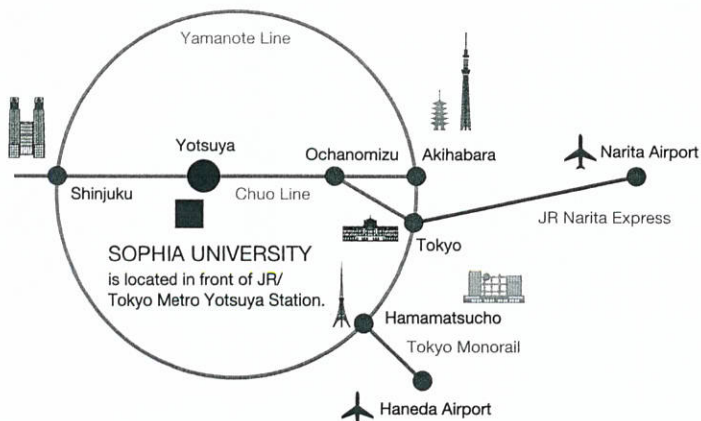 Yamanote Line
Yotsuya
Ochanomizu
Akihabara
Narita Airport
Shinjuku
Chuo Line
JR Narita Express
Tokyo
SOPHIA UNIVERSITY
is located in front of JR/
Tokyo Metro Yotsuya Station.
Hamamatsucho
Tokyo Monorail
Haneda Airport